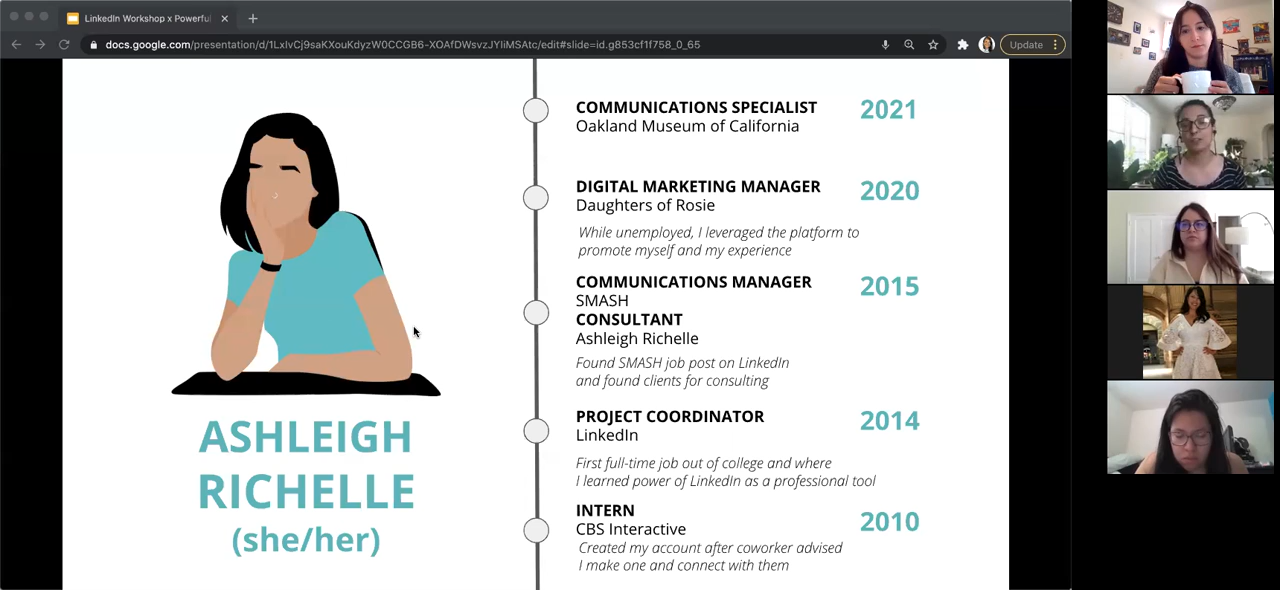 LinkedIn Workshop x Powerful
docs.google.com/presentation/d/1LxIvCj9saKXouKdyzW0CCGB6-XOAfDWsvzJYIiMSAtc/edit#slide=id.g853cf1f758_0_65
Update
COMMUNICATIONS SPECIALIST 2021
Oakland Museum of California
DIGITAL MARKETING MANAGER 2020
Daughters of Rosie
While unemployed, I leveraged the platform to
promote myself and my experience
COMMUNICATIONS MANAGER 2015
SMASH
CONSULTANT
Ashleigh Richelle
Found SMASH job post on LinkedIn
and found clients for consulting
PROJECT COORDINATOR 2014
LinkedIn
First full-time job out of college and where
I learned power of LinkedIn as a professional tool
INTERN 2010
CBS Interactive
Created my account after coworker advised
I make one and connect with them
ASHLEIGH
RICHELLE
(she/her)